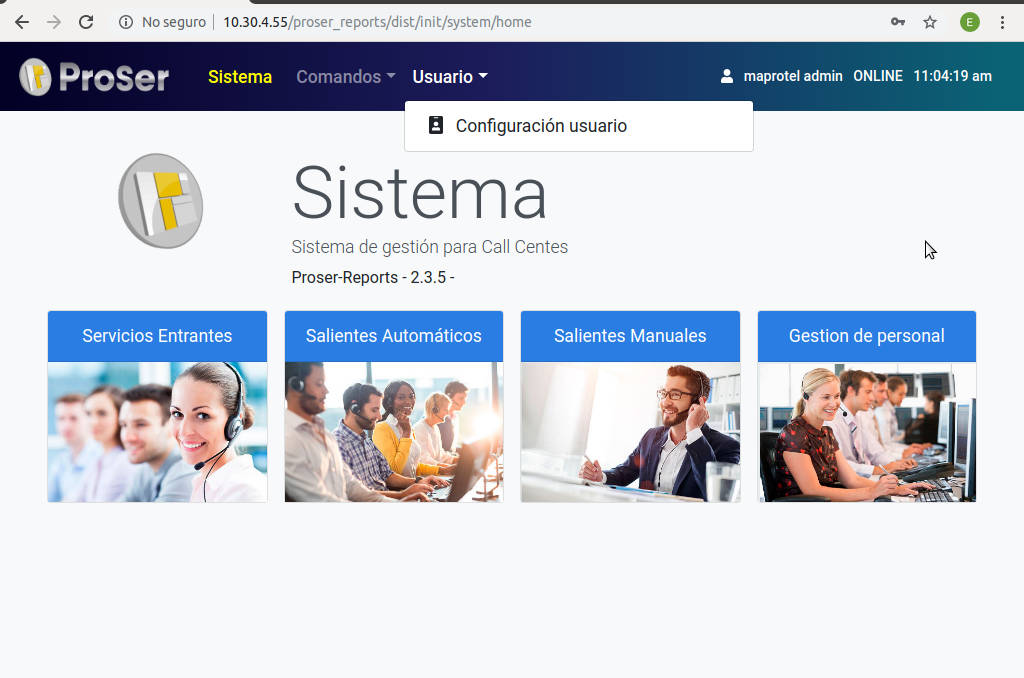 No seguro
10.30.4.55/proser_reports/dist/init/system/home
E
ProSer
Sistema
Comandos
Usuario
maprotel admin ONLINE 11:04:19 am
Configuración usuario
Sistema
Sistema de gestión para Call Centes
Proser-Reports - 2.3.5 -
Servicios Entrantes
Salientes Automáticos
Salientes Manuales
Gestion de personal